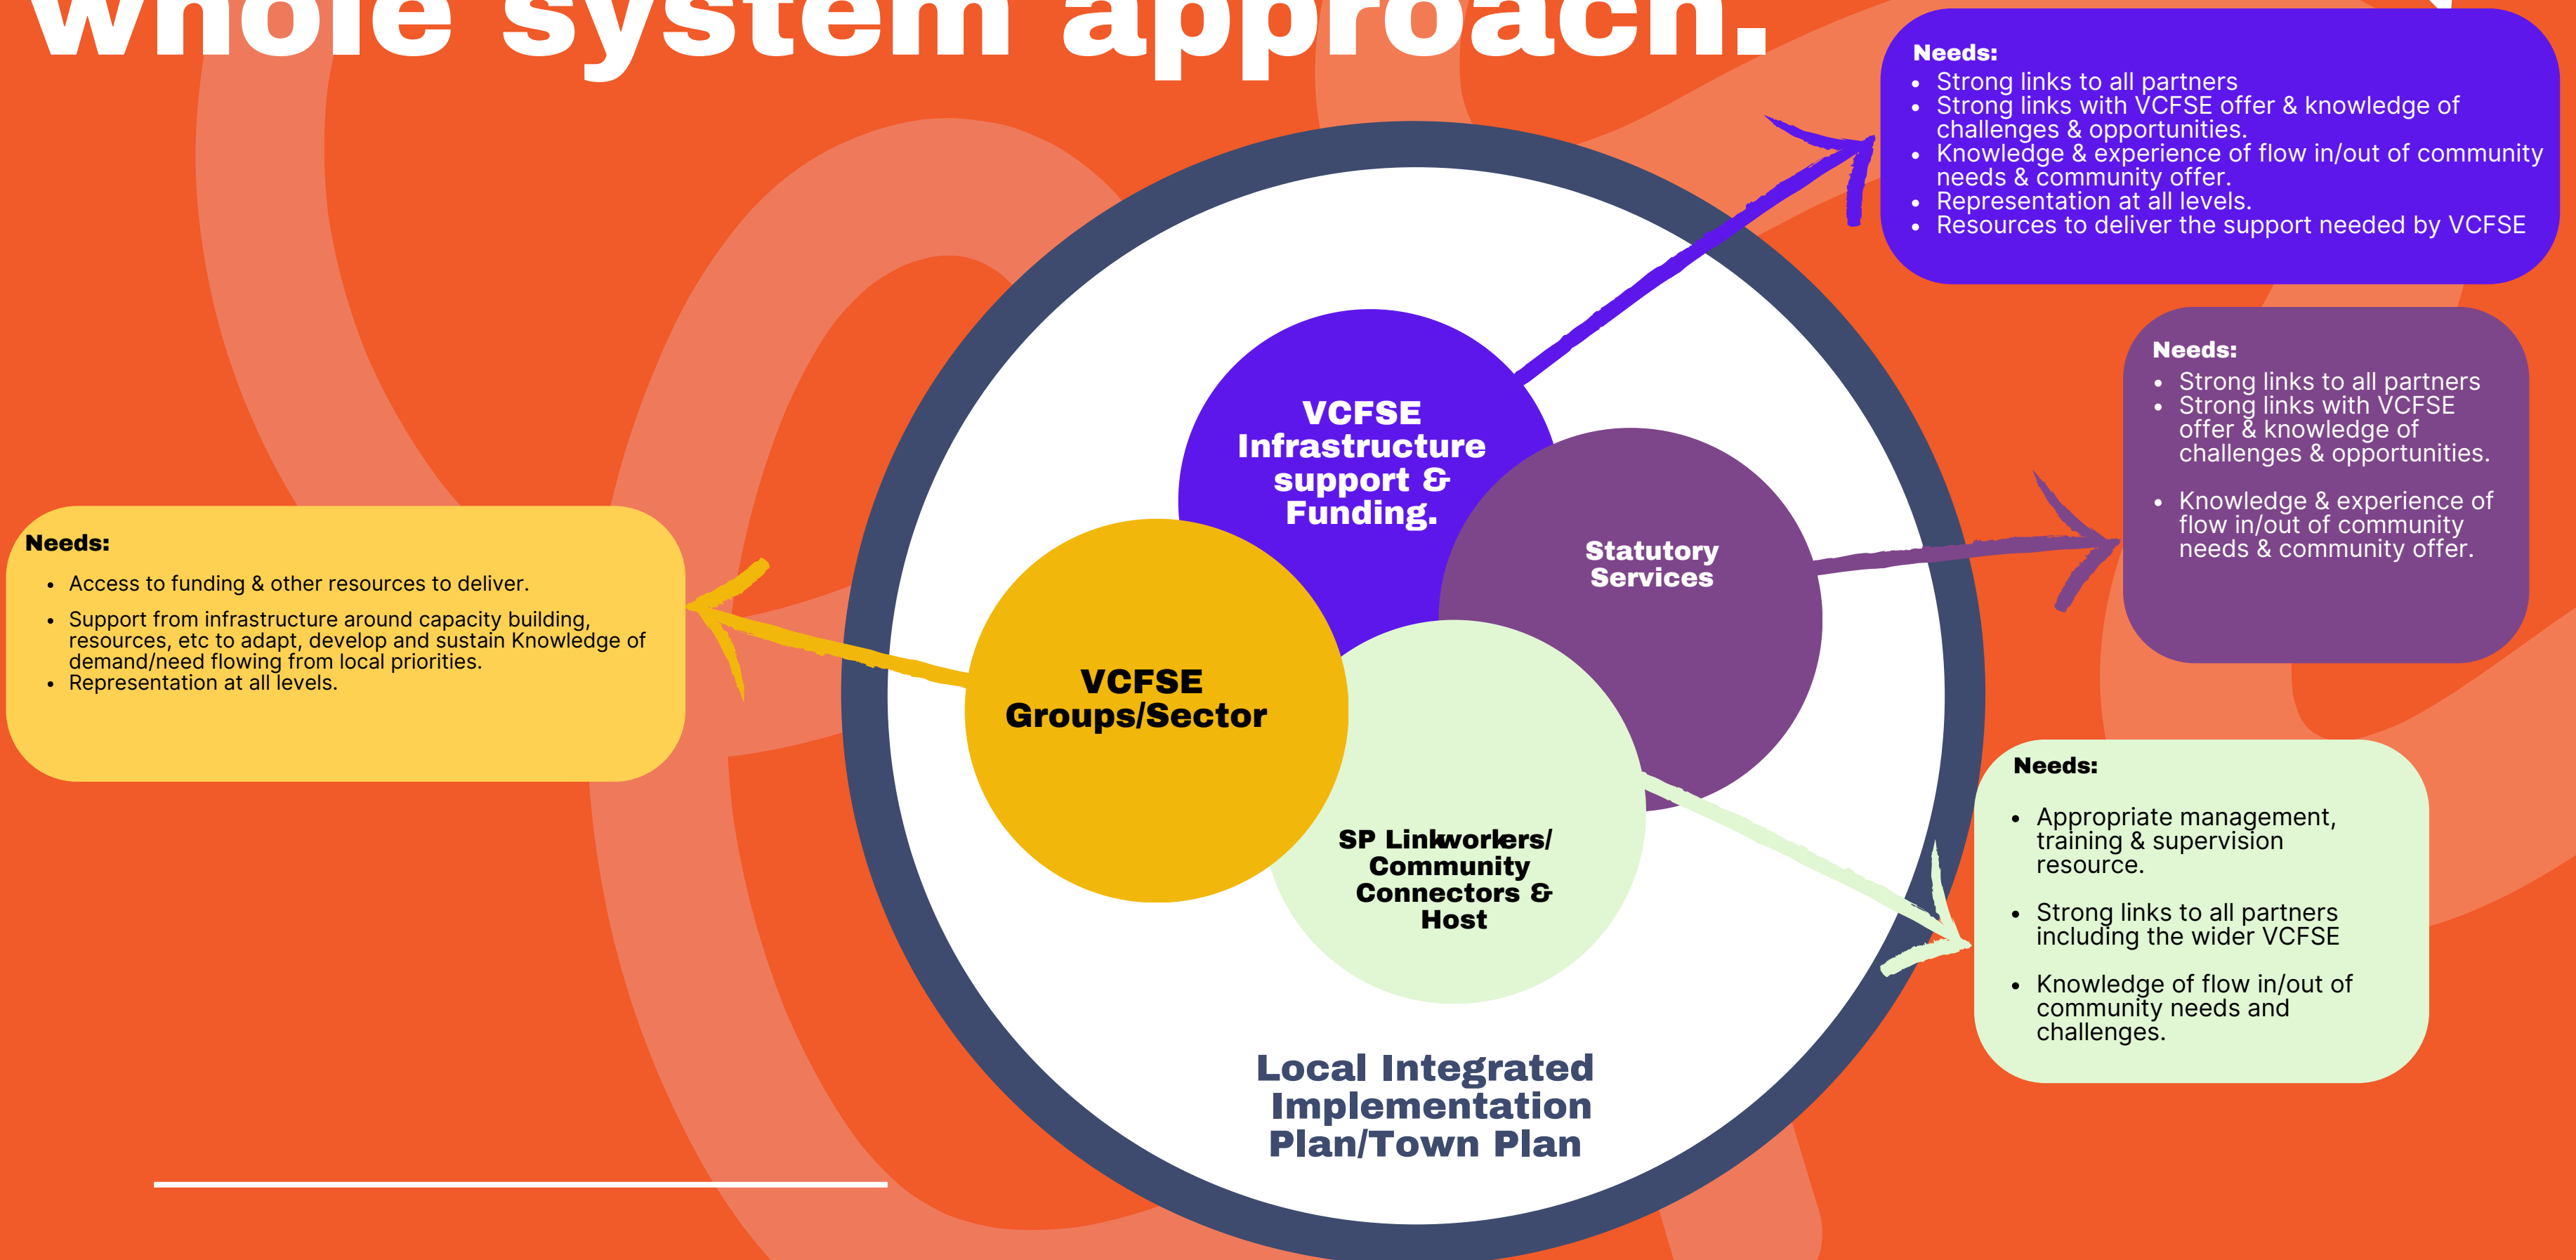 whole system approach.
Needs:
• Strong links to all partners
• Strong links with VCFSE offer & knowledge of
challenges & opportunities.
• Knowledge & experience of flow in/out of community
needs & community offer.
• Representation at all levels.
• Resources to deliver the support needed by VCFSE
Needs:
• Strong links to all partners
• Strong links with VCFSE
offer & knowledge of
challenges & opportunities.
• Knowledge & experience of
flow in/out of community
needs & community offer.
VCFSE
Infrastructure
support &
Funding.
Statutory
Services
Needs:
• Access to funding & other resources to deliver.
• Support from infrastructure around capacity building,
resources, etc to adapt, develop and sustain Knowledge of
demand/need flowing from local priorities.
• Representation at all levels.
VCFSE
Groups/Sector
SP Linkworkers/
Community
Connectors &
Host
Needs:
• Appropriate management,
training & supervision
resource.
• Strong links to all partners
including the wider VCFSE
• Knowledge of flow in/out of
community needs and
challenges.
Local Integrated
Implementation
Plan/Town Plan